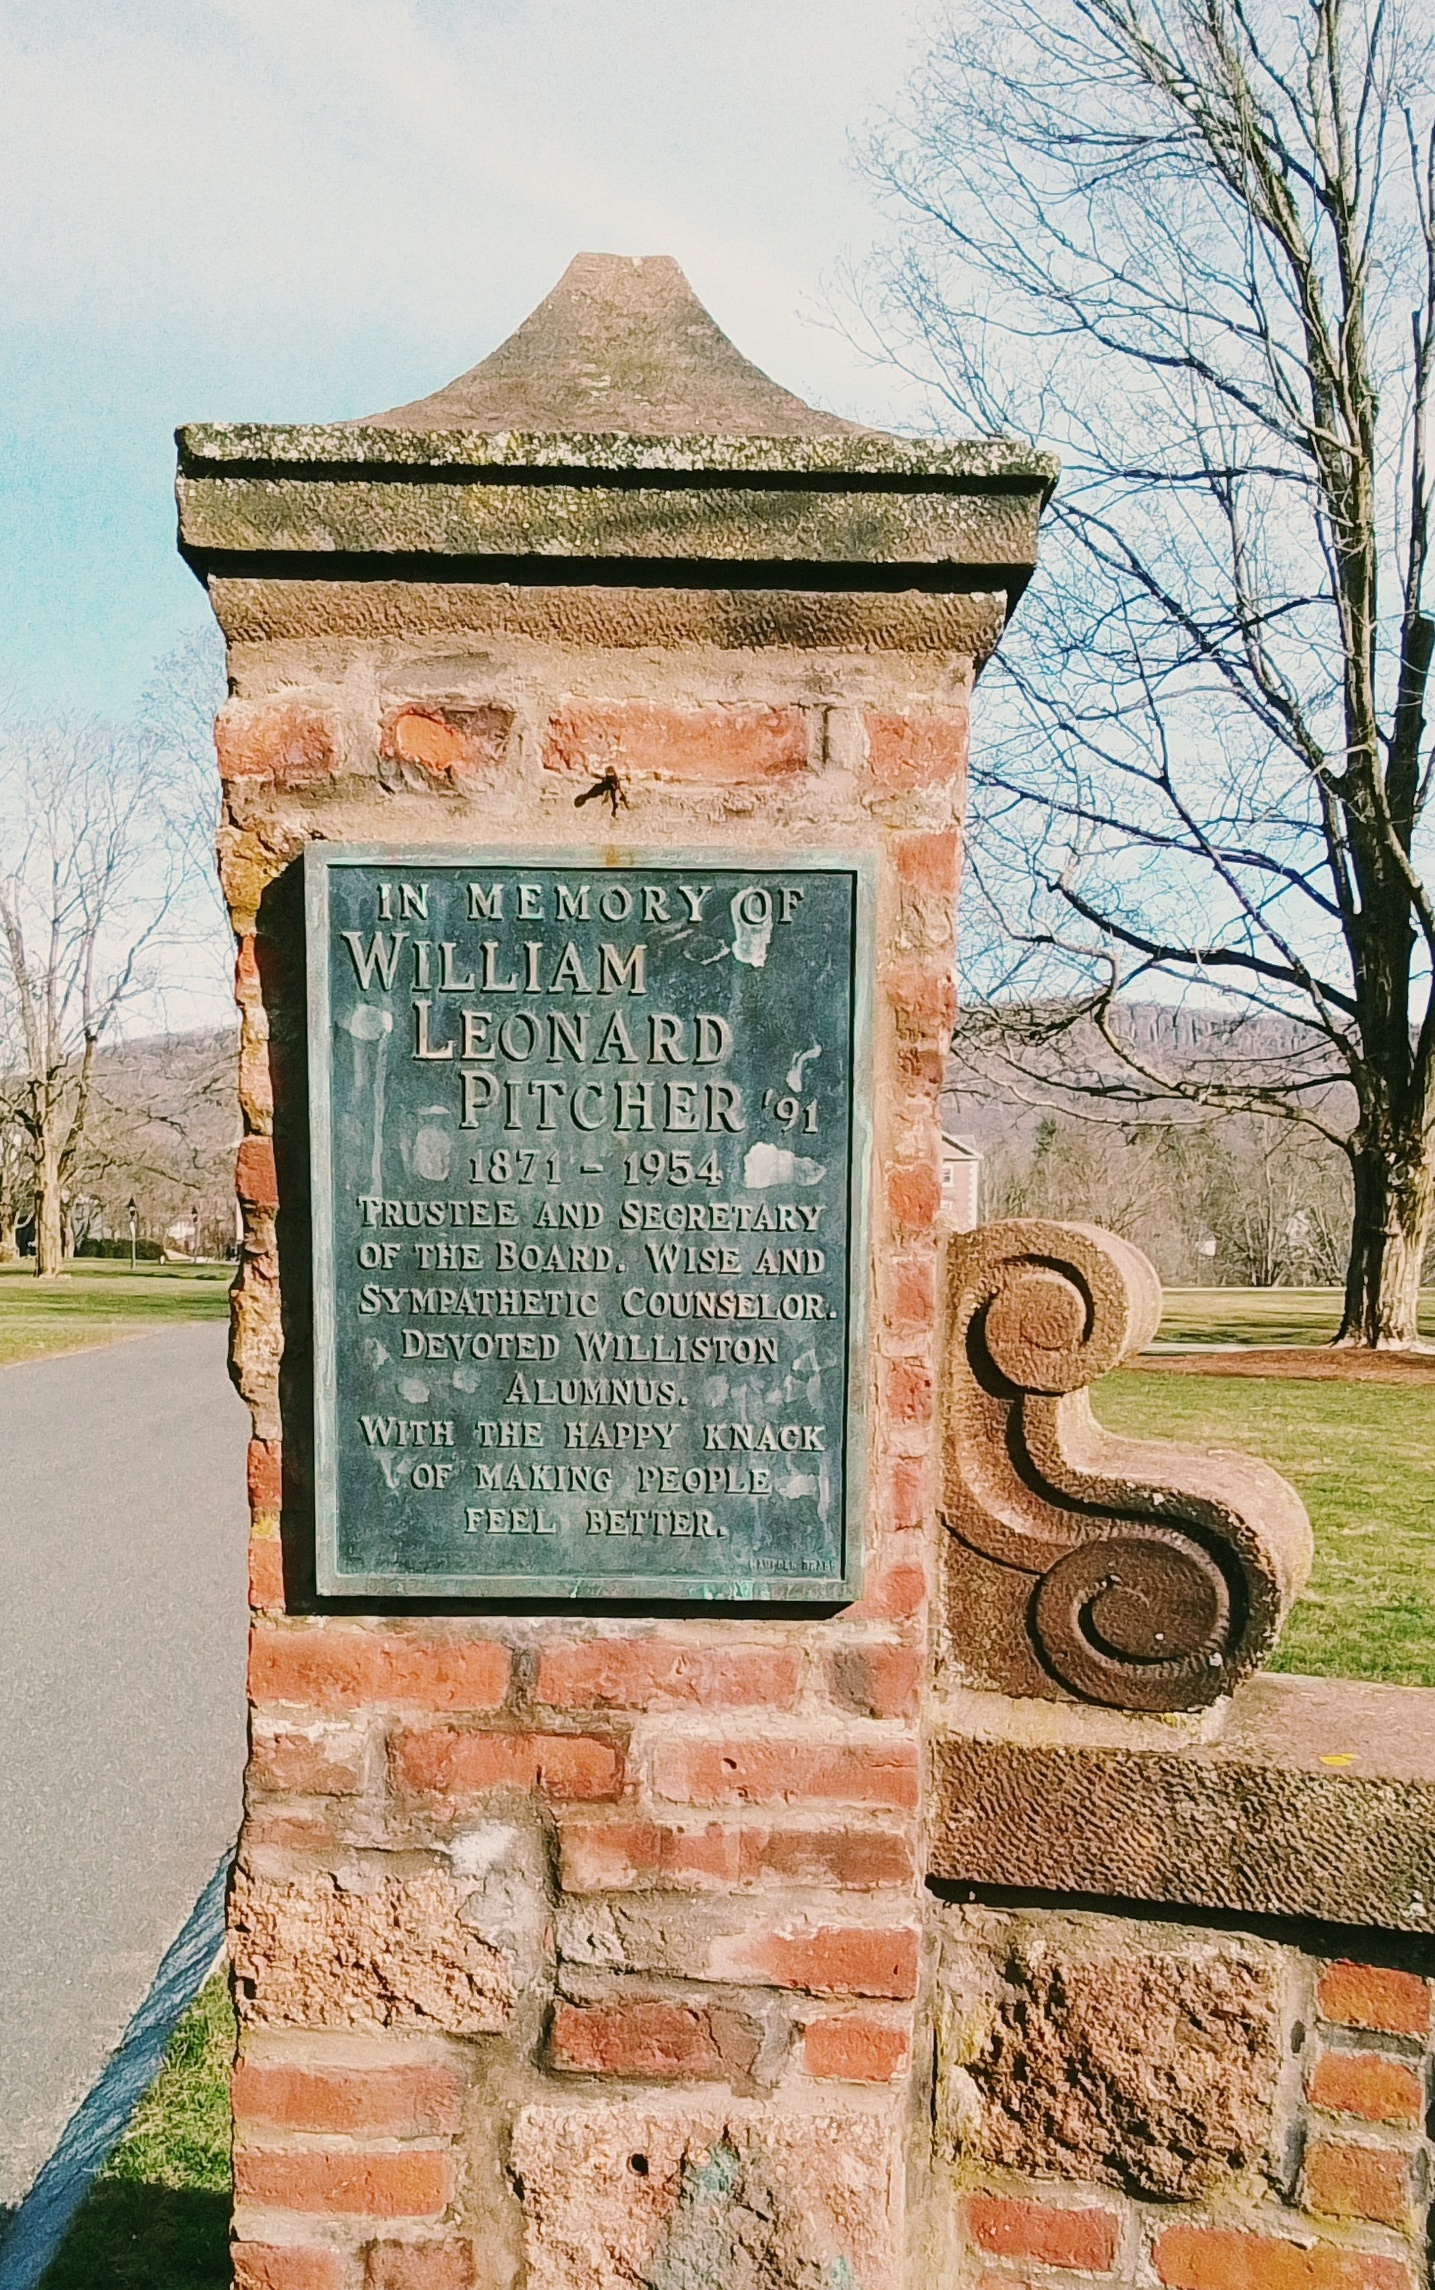 IN MEMORY OF
WILLIAM
LEONARD
PITCHER '91
1871 - 1954
TRUSTEE AND SECRETARY
OF THE BOARD. WISE AND
SYMPATHETIC COUNSELOR.
DEVOTED WILLISTON
ALUMNUS.
WITH THE HAPPY KNACK
OF MAKING PEOPLE
FEEL BETTER.